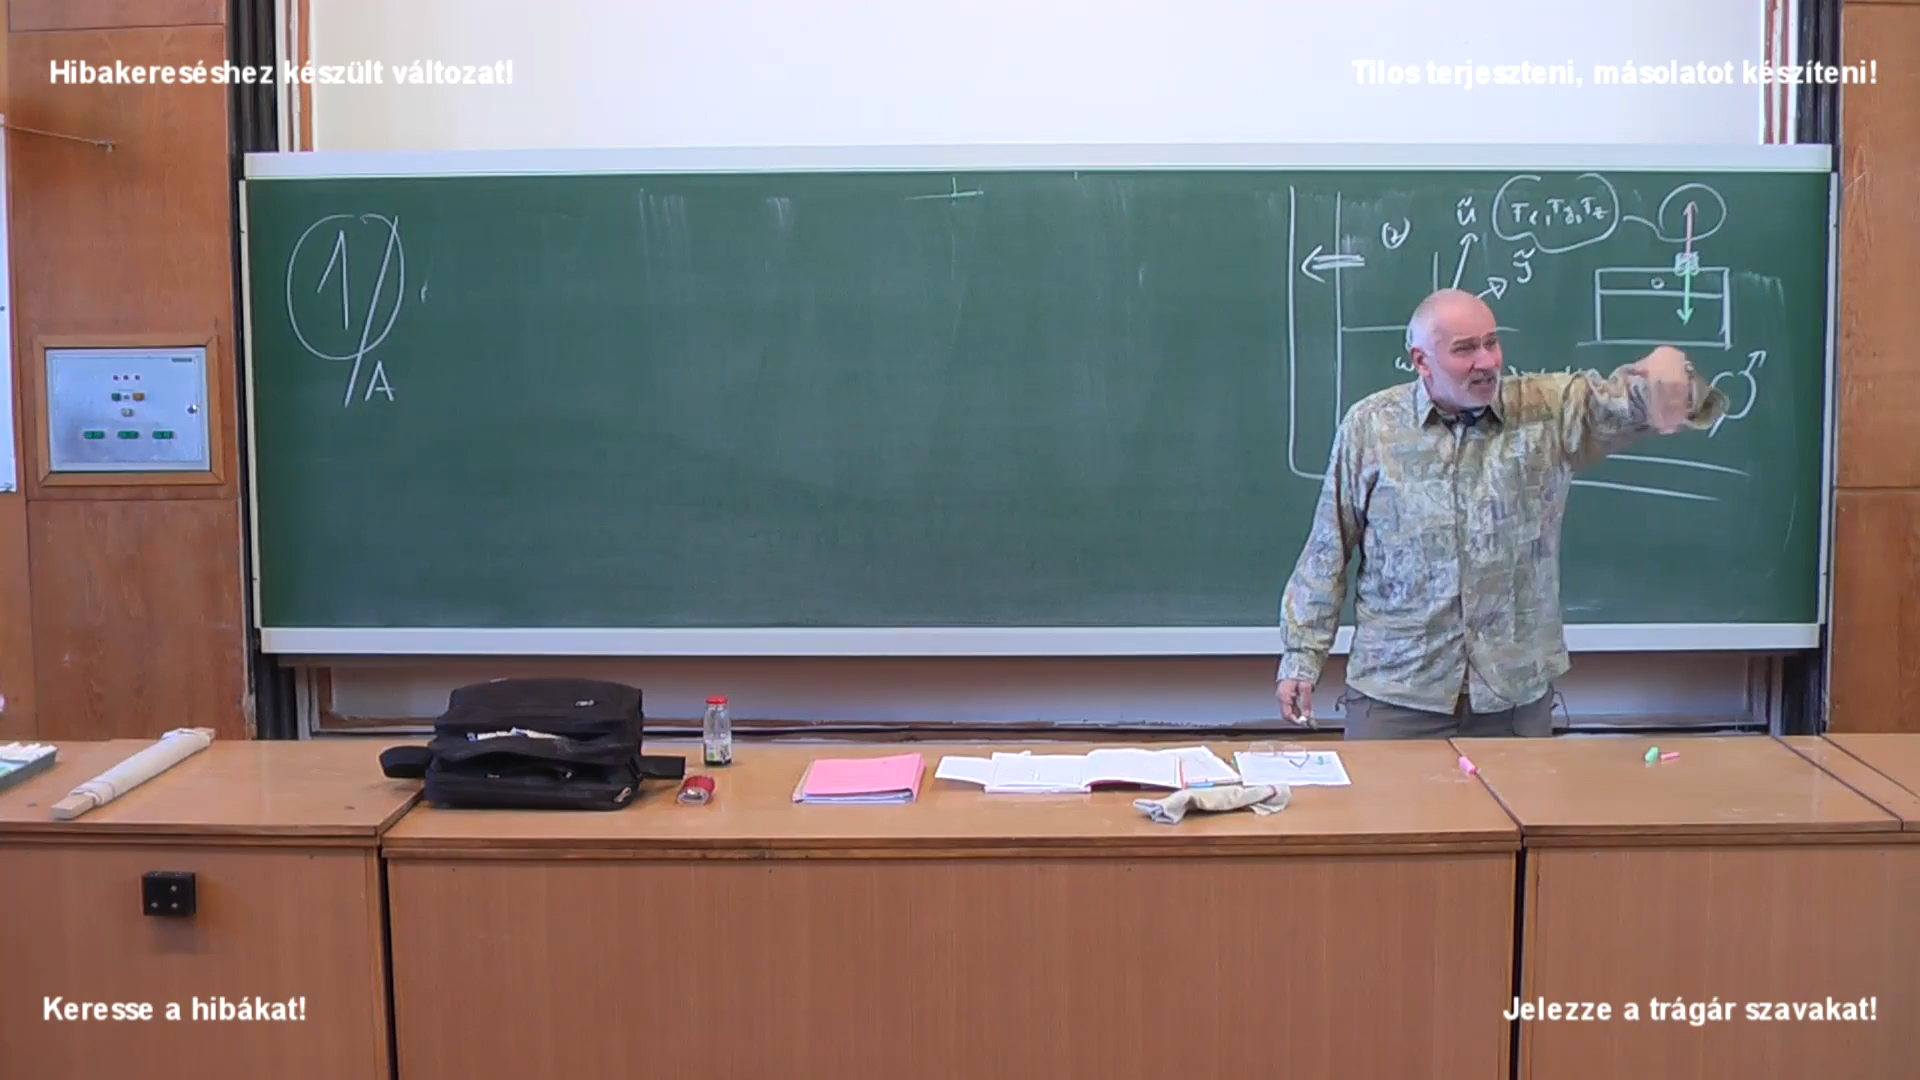 Hibakereséshez készült változat!
Tilos terjeszteni, másolatot készíteni!
1
A
ũ
ỹ
Keresse a hibákat!
Jelezze a trágár szavakat!